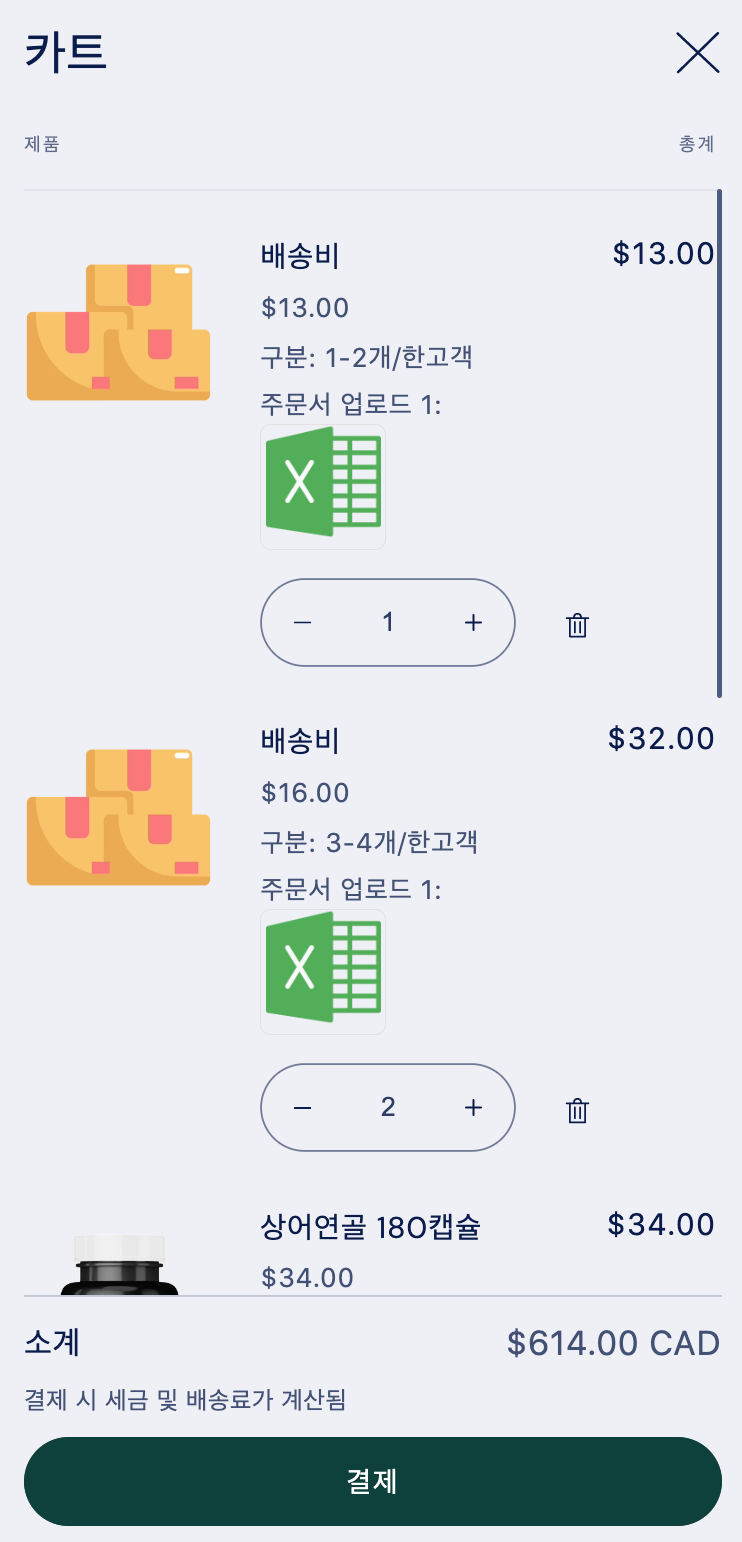 카트
제품 총계
배송비 $13.00
$13.00
구분: 1-2개/한고객
주문서 업로드 1:
X
− 1 +
배송비 $32.00
$16.00
구분: 3-4개/한고객
주문서 업로드 1:
X
− 2 +
상어연골 180캡슐 $34.00
$34.00
소계 $614.00 CAD
결제 시 세금 및 배송료가 계산됨
결제